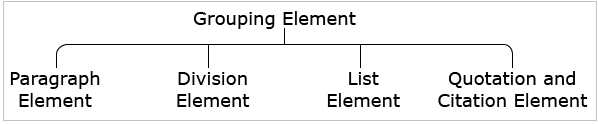 Grouping Element
Paragraph Element
Division Element
List Element
Quotation and Citation Element